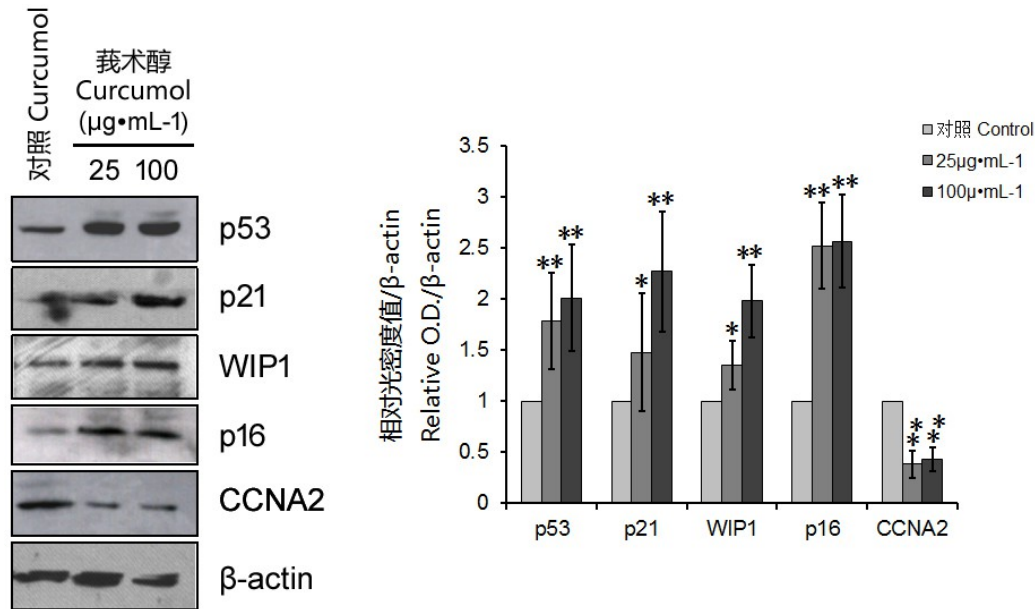 对照 Curcumol
莪术醇
Curcumol
(μg•mL-1)
25 100
p53
p21
WIP1
p16
CCNA2
β-actin
相对光密度值/β-actin
Relative O.D./β-actin
3.5
3
2.5
2
1.5
1
0.5
0
** **
* **
* **
** **
** **
p53 p21 WIP1 p16 CCNA2
对照 Control
25μg•mL-1
100μ•mL-1